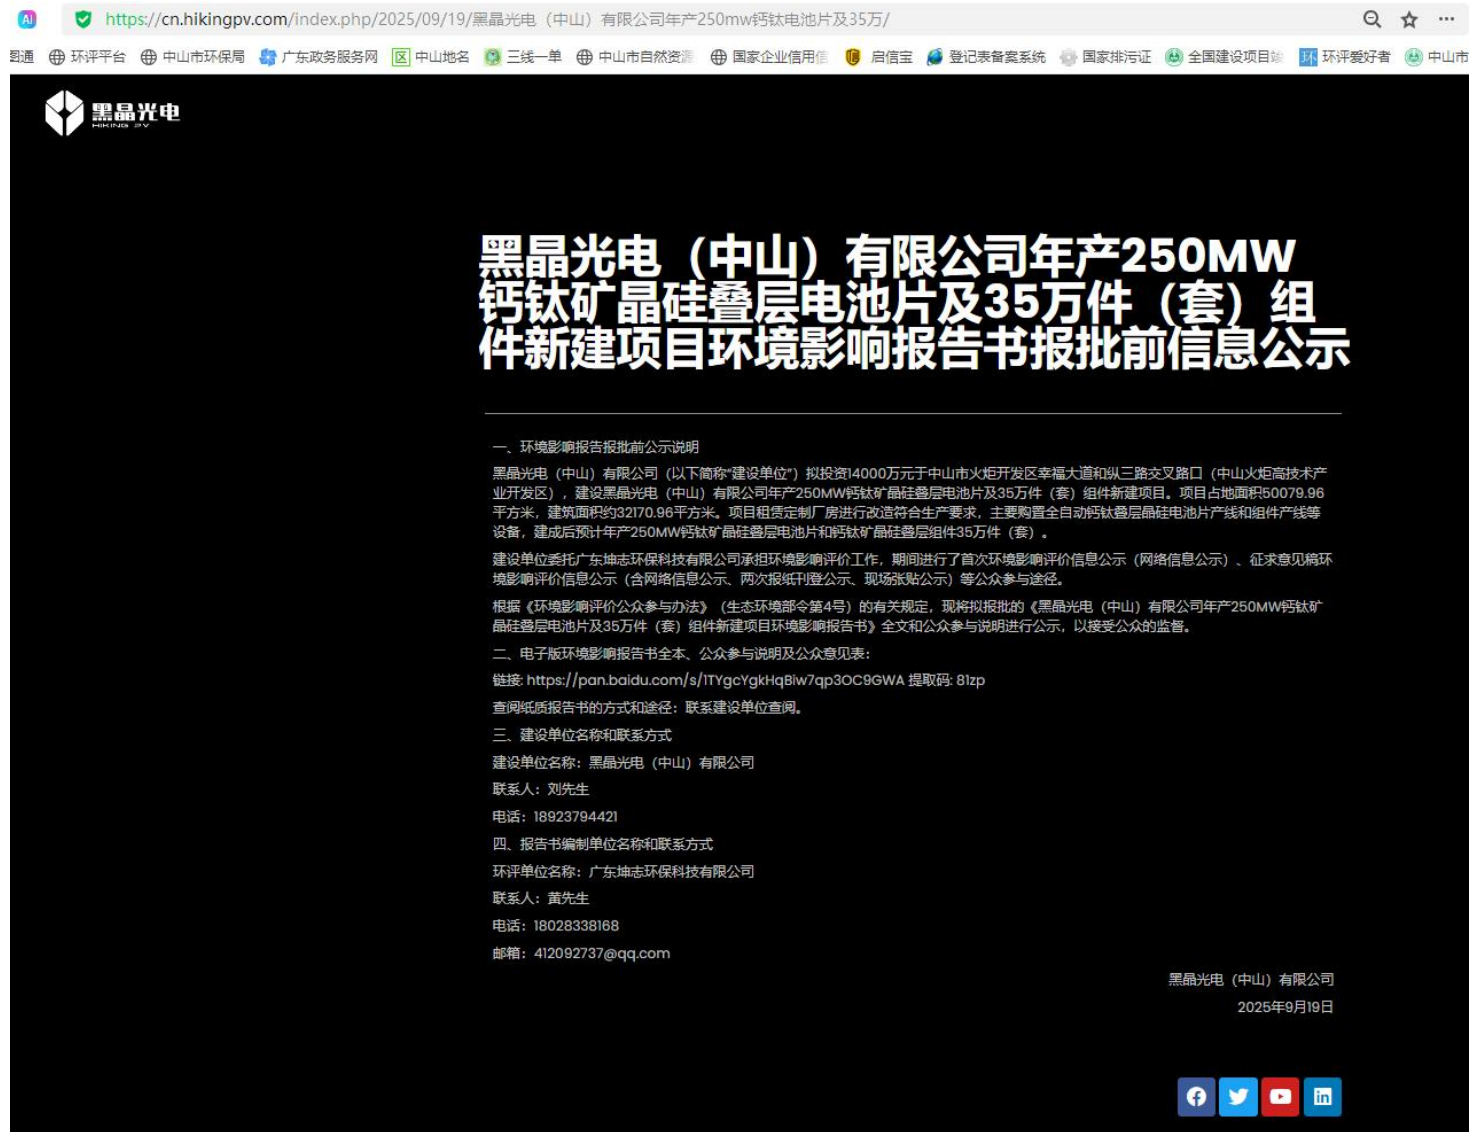 AI
https://cn.hikingpv.com/index.php/2025/09/19/黑晶光电（中山）有限公司年产250mw钙钛电池片及35万/
图通 环评平台 中山市环保局 广东政务服务网 区 中山地名 三线一单 中山市自然资源 国家企业信用信 启信宝 登记表备案系统 国家排污证 全国建设项目 环 环评爱好者 中山市
黑晶光电
HIKING PV
黑晶光电（中山）有限公司年产250MW
钙钛矿晶硅叠层电池片及35万件（套）组
件新建项目环境影响报告书报批前信息公示
一、环境影响报告报批前公示说明
黑晶光电（中山）有限公司（以下简称“建设单位”）拟投资14000万元于中山市火炬开发区幸福大道和纵三路交叉路口（中山火炬高技术产
业开发区），建设黑晶光电（中山）有限公司年产250MW钙钛矿晶硅叠层电池片及35万件（套）组件新建项目。项目占地面积50079.96
平方米，建筑面积约32170.96平方米。项目租赁定制厂房进行改造符合生产要求，主要购置全自动钙钛叠层晶硅电池片产线和组件产线等
设备，建成后预计年产250MW钙钛矿晶硅叠层电池片和钙钛矿晶硅叠层组件35万件（套）。
建设单位委托广东坤志环保科技有限公司承担环境影响评价工作，期间进行了首次环境影响评价信息公示（网络信息公示）、征求意见稿环
境影响评价信息公示（含网络信息公示、两次报纸刊登公示、现场张贴公示）等公众参与途径。
根据《环境影响评价公众参与办法》（生态环境部令第4号）的有关规定，现将拟报批的《黑晶光电（中山）有限公司年产250MW钙钛矿
晶硅叠层电池片及35万件（套）组件新建项目环境影响报告书》全文和公众参与说明进行公示，以接受公众的监督。
二、电子版环境影响报告书全本、公众参与说明及公众意见表：
链接: https://pan.baidu.com/s/1TYgcYgkHqBiw7qp3OC9GWA 提取码: 81zp
查阅纸质报告书的方式和途径：联系建设单位查阅。
三、建设单位名称和联系方式
建设单位名称：黑晶光电（中山）有限公司
联系人：刘先生
电话：18923794421
四、报告书编制单位名称和联系方式
环评单位名称：广东坤志环保科技有限公司
联系人：黄先生
电话：18028338168
邮箱：412092737@qq.com
黑晶光电（中山）有限公司
2025年9月19日